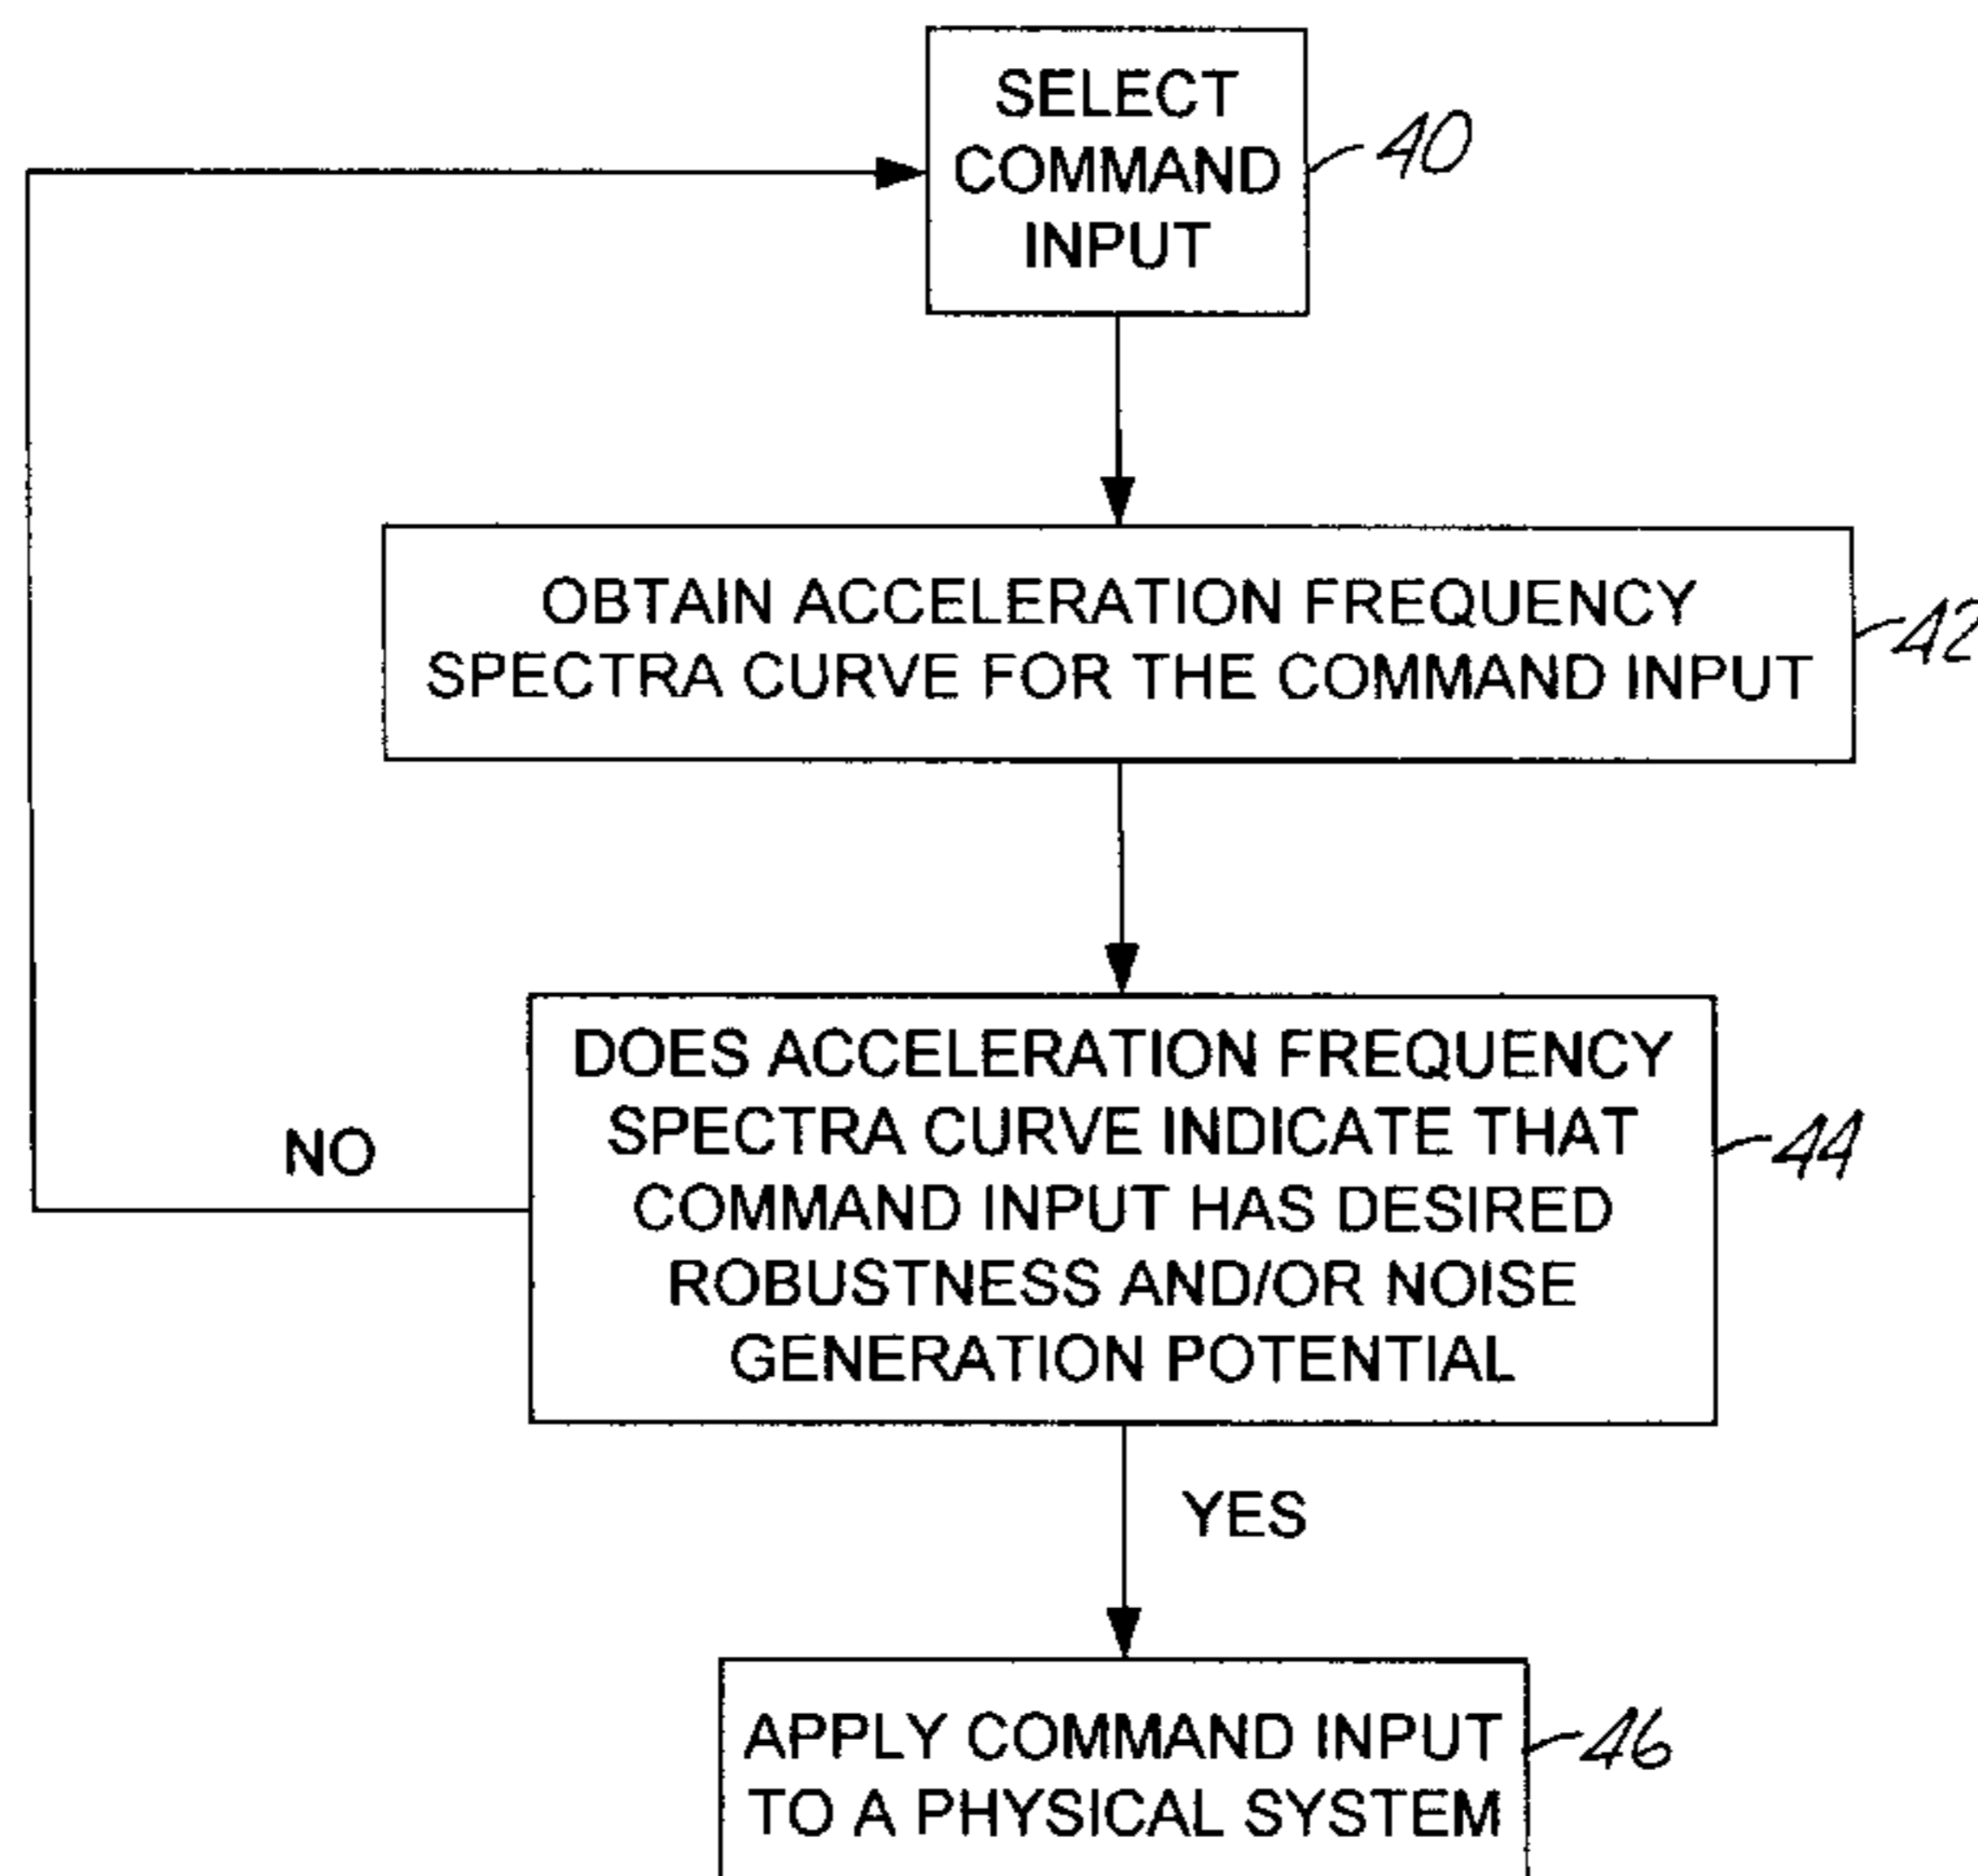 SELECT
COMMAND
INPUT
40
OBTAIN ACCELERATION FREQUENCY
SPECTRA CURVE FOR THE COMMAND INPUT
42
DOES ACCELERATION FREQUENCY
SPECTRA CURVE INDICATE THAT
COMMAND INPUT HAS DESIRED
ROBUSTNESS AND/OR NOISE
GENERATION POTENTIAL
44
NO
YES
APPLY COMMAND INPUT
TO A PHYSICAL SYSTEM
46